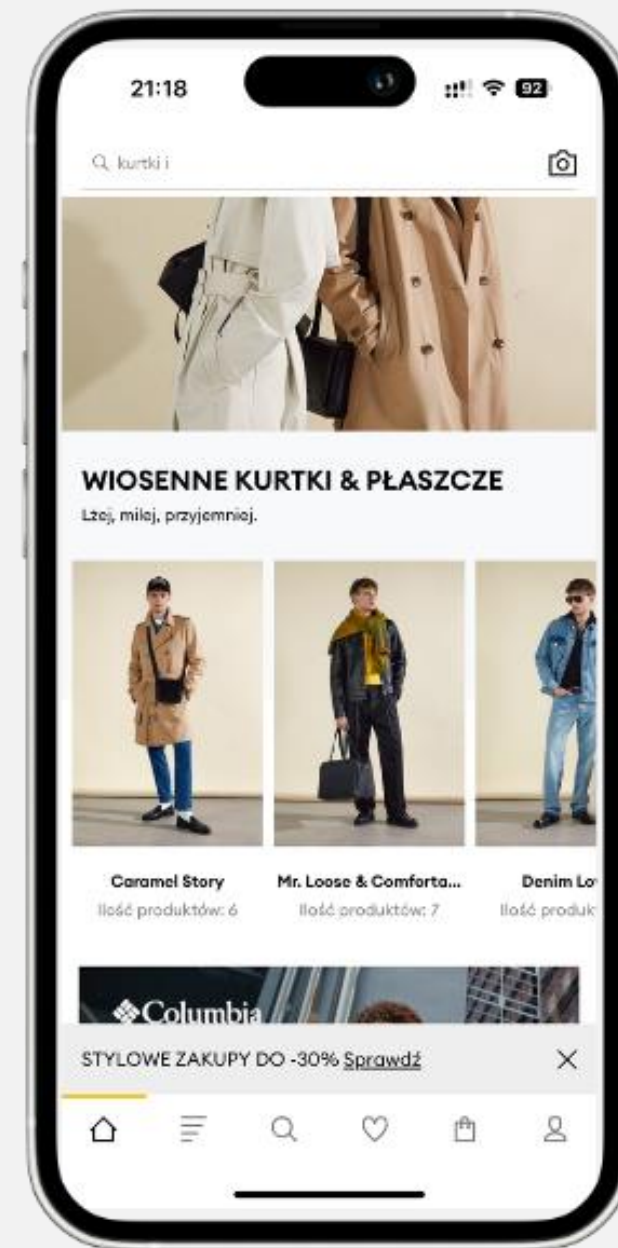 21:18
92
kurtki i
WIOSENNE KURTKI & PŁASZCZE
Lżej, milej, przyjemniej.
Caramel Story
Mr. Loose & Comforta...
Denim Lo
Ilość produktów: 6
Ilość produktów: 7
Ilość produk
Columbia
STYLOWE ZAKUPY DO -30% Sprawdź